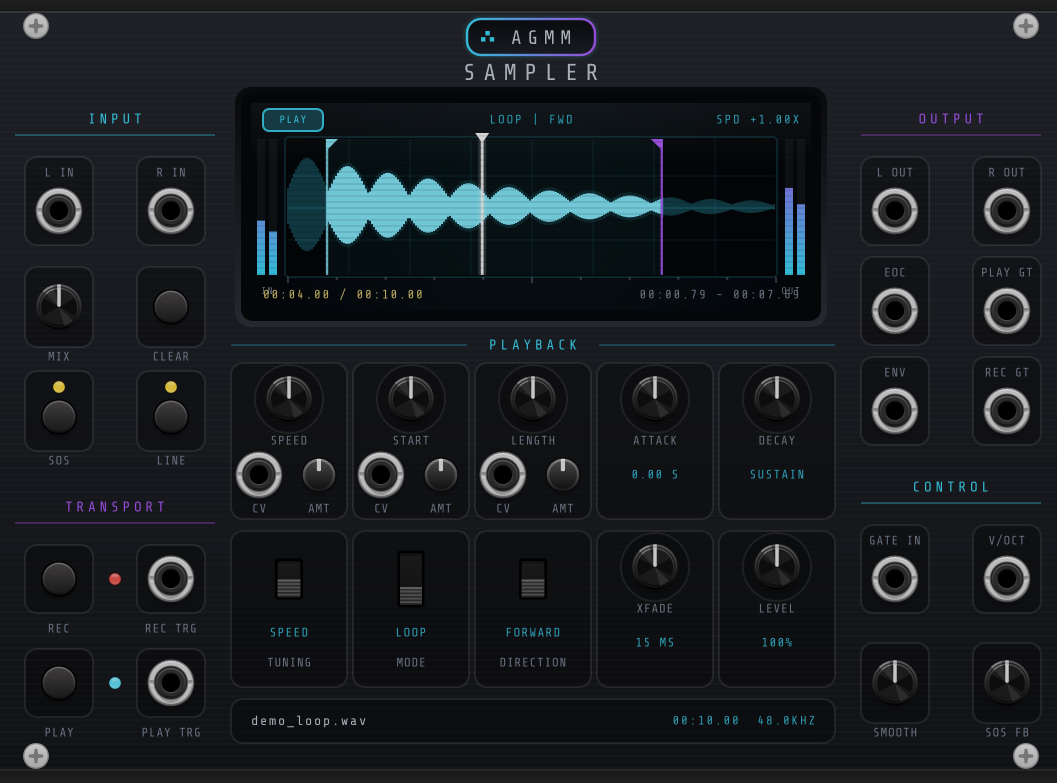 AGMM
SAMPLER
INPUT
L IN
R IN
MIX
CLEAR
SOS
LINE
TRANSPORT
REC
REC TRG
PLAY
PLAY TRG
PLAY
LOOP | FWD
SPD +1.00X
IN
00:04.00 / 00:10.00
00:00.79 - 00:07.69
OUT
PLAYBACK
SPEED
START
LENGTH
ATTACK
DECAY
0.00 S
SUSTAIN
CV
AMT
CV
AMT
CV
AMT
XFADE
LEVEL
SPEED
LOOP
FORWARD
15 MS
100%
TUNING
MODE
DIRECTION
demo_loop.wav
00:10.00 48.0KHZ
OUTPUT
L OUT
R OUT
EOC
PLAY GT
ENV
REC GT
CONTROL
GATE IN
V/OCT
SMOOTH
SOS FB